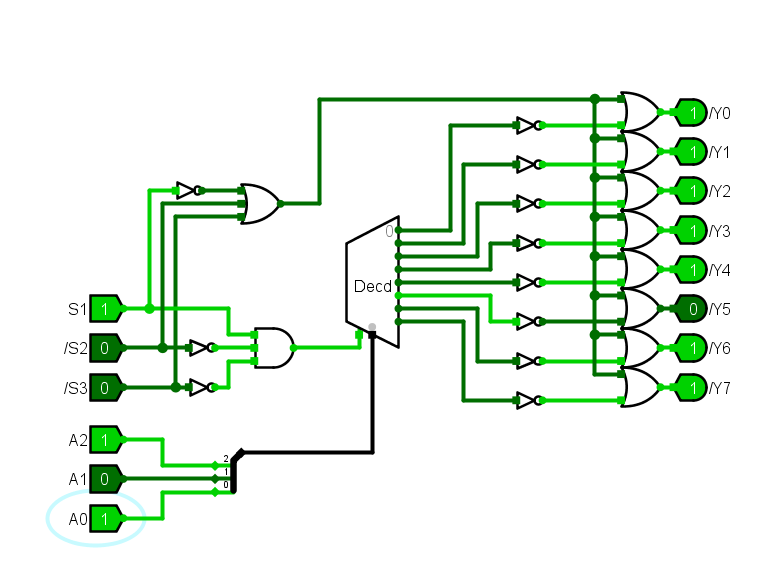 1 /Y0
1 /Y1
1 /Y2
0 1 /Y3
1 /Y4
Decd
S1 1 0 /Y5
/S2 0 1 /Y6
/S3 0 1 /Y7
A2 1
2
1
A1 0
0
A0 1